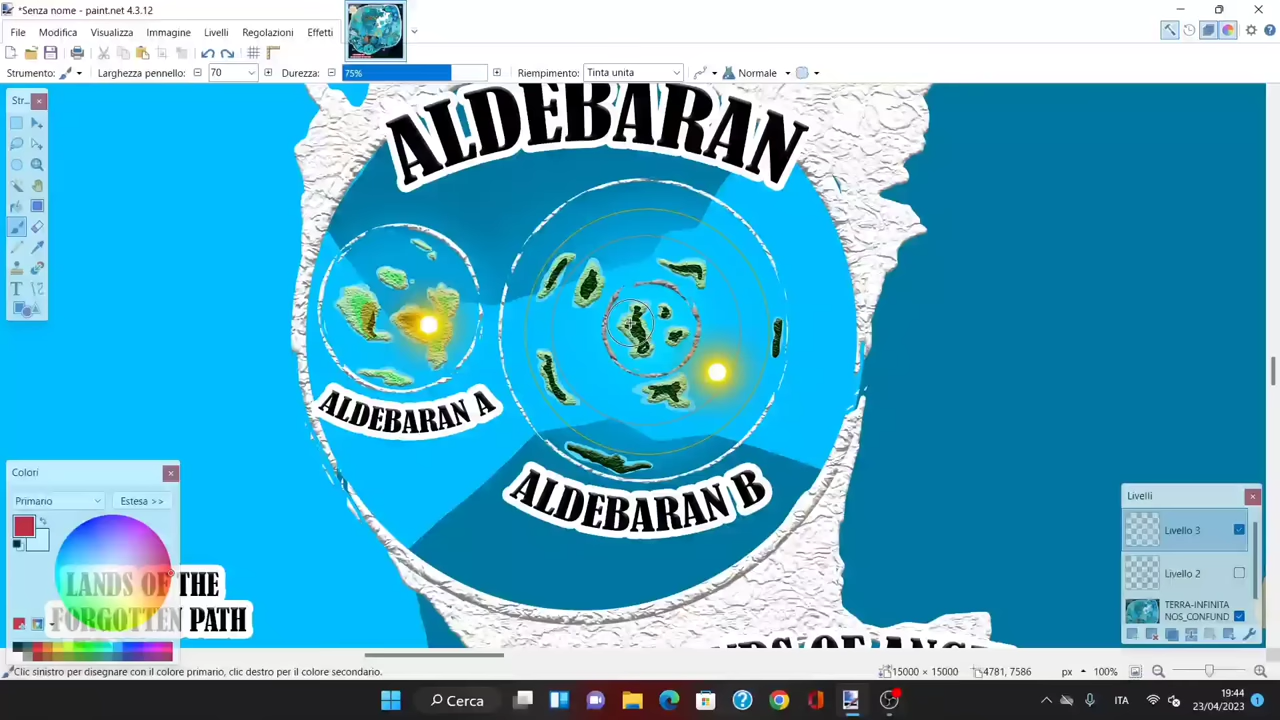 *Senza nome - paint.net 4.3.12
File Modifica Visualizza Immagine Livelli Regolazioni Effetti
Strumento: Larghezza pennello: 70 Durezza: 75% Riempimento: Tinta unita Normale
Str...
ALDEBARAN
ALDEBARAN A
ALDEBARAN B
Colori
Primario Estesa >>
LANDS OF THE
FORGOTTEN PATH
Livelli
Livello 3
Livello 2
TERRA-INFINITA
NOS_CONFUND
Clic sinistro per disegnare con il colore primario, clic destro per il colore secondario. 15000 × 15000 4781, 7586 px 100%
Cerca
ITA
19:44
23/04/2023
1